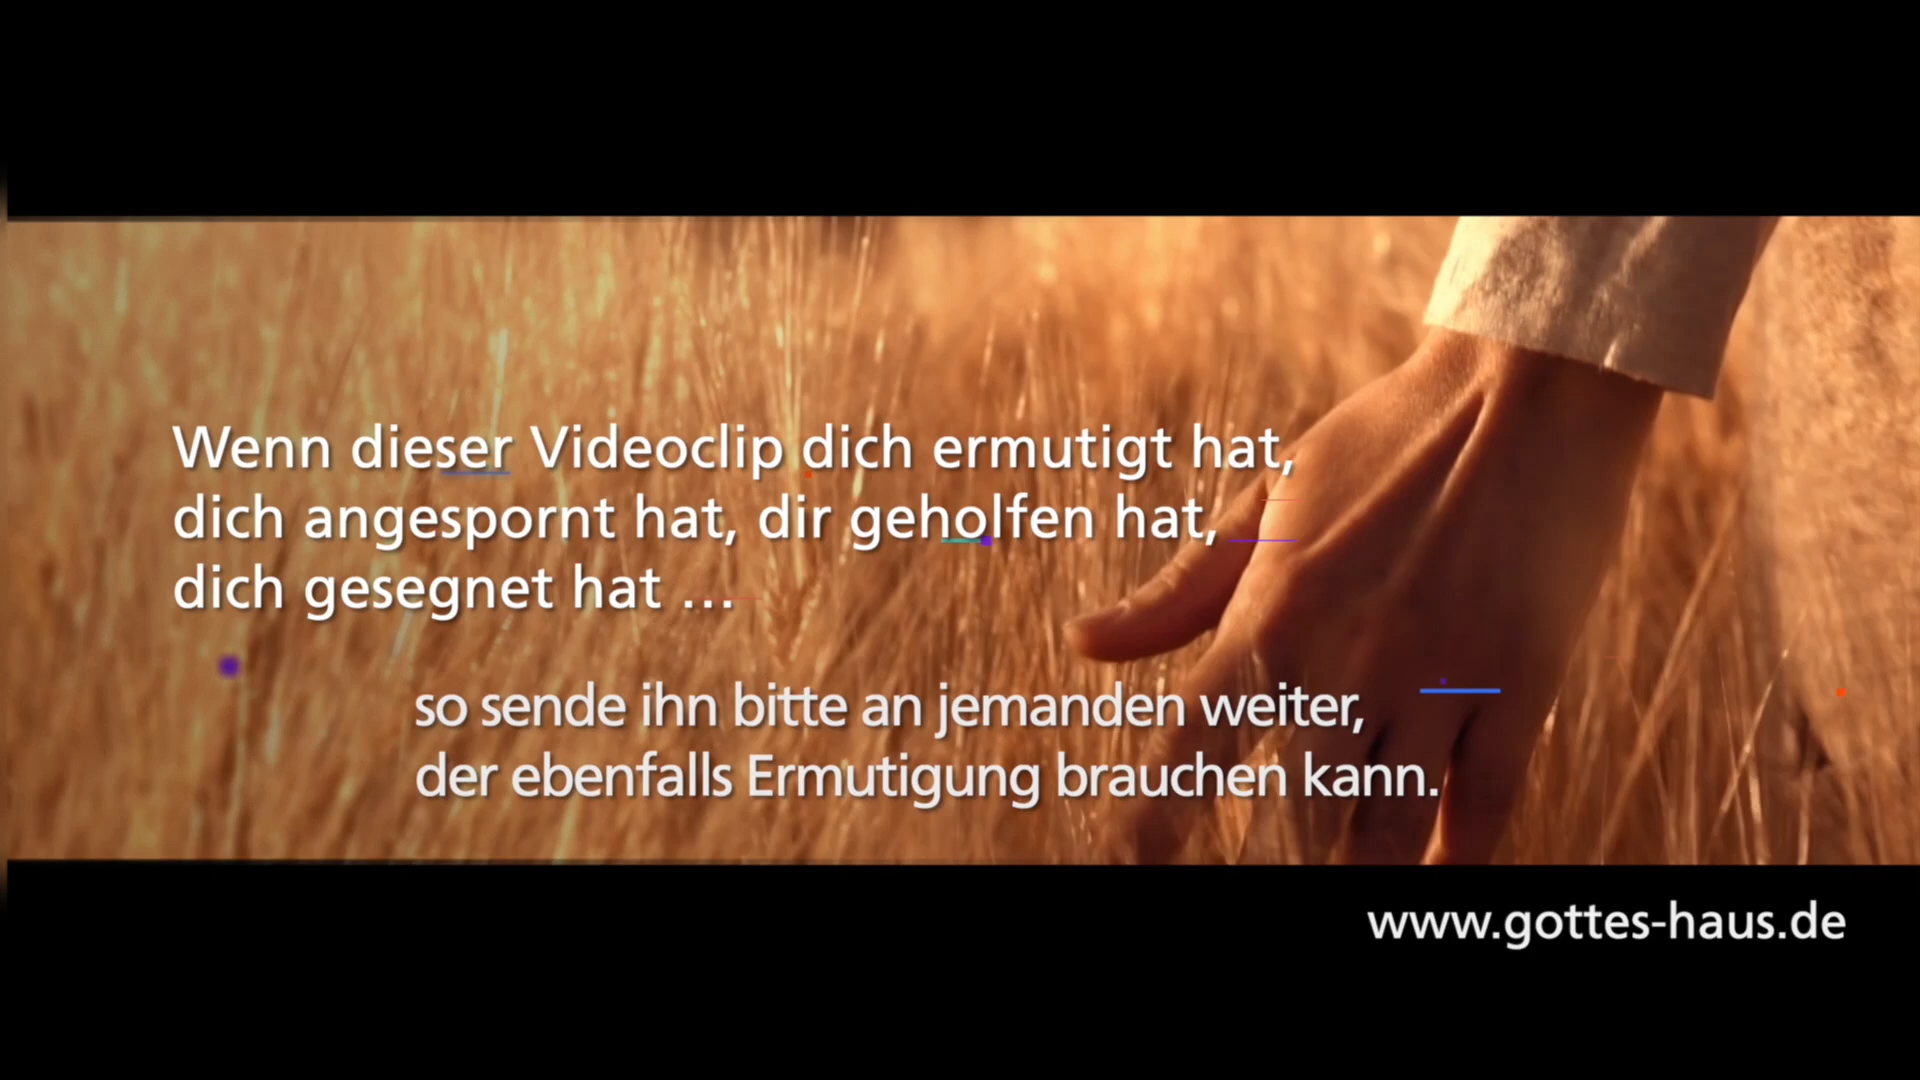 Wenn dieser Videoclip dich ermutigt hat,
dich angespornt hat, dir geholfen hat,
dich gesegnet hat ...
so sende ihn bitte an jemanden weiter,
der ebenfalls Ermutigung brauchen kann.
www.gottes-haus.de